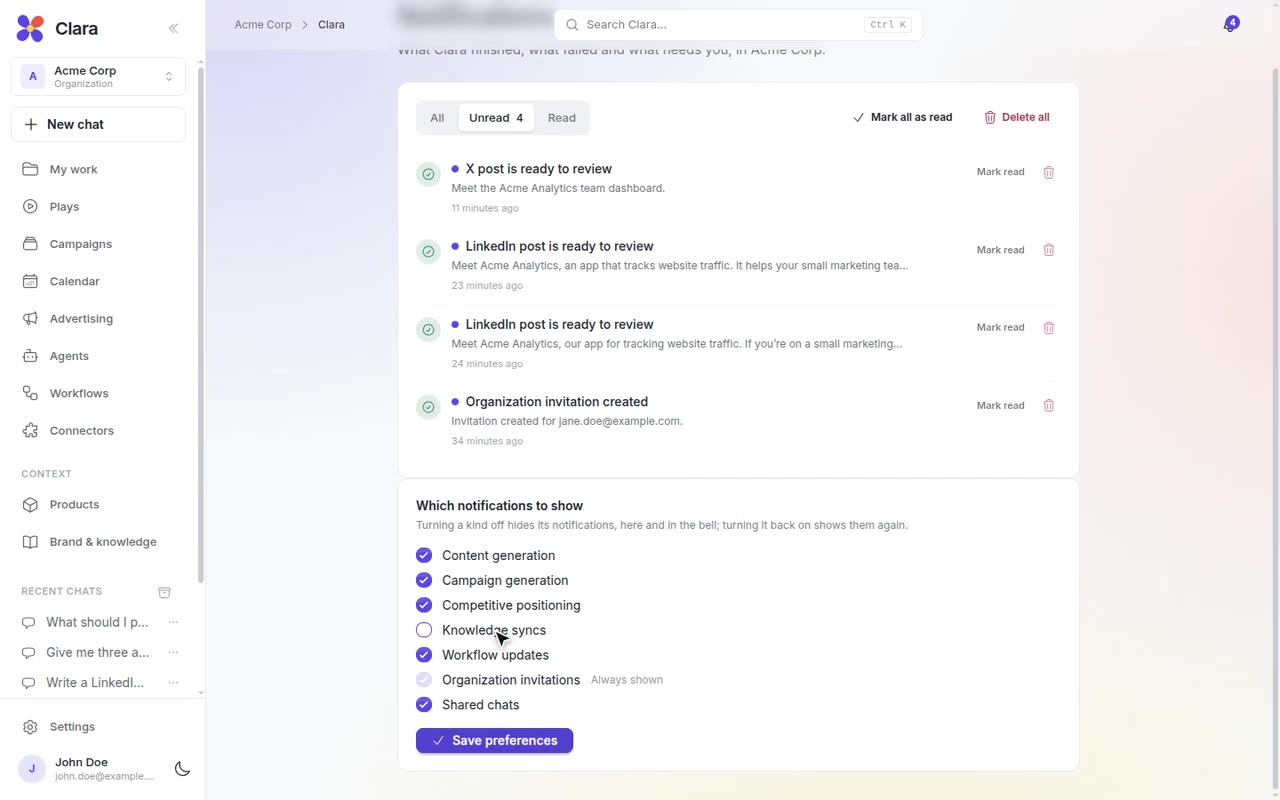 Clara
Acme Corp > Clara
Search Clara...
Ctrl K
4
A
Acme Corp
Organization
New chat
My work
Plays
Campaigns
Calendar
Advertising
Agents
Workflows
Connectors
CONTEXT
Products
Brand & knowledge
RECENT CHATS
What should I p...
Give me three a...
Write a LinkedI...
Settings
J
John Doe
john.doe@example....
Notifications
What Clara finished, what failed and what needs you, in Acme Corp.
All
Unread 4
Read
Mark all as read
Delete all
X post is ready to review
Mark read
Meet the Acme Analytics team dashboard.
11 minutes ago
LinkedIn post is ready to review
Mark read
Meet Acme Analytics, an app that tracks website traffic. It helps your small marketing tea...
23 minutes ago
LinkedIn post is ready to review
Mark read
Meet Acme Analytics, our app for tracking website traffic. If you’re on a small marketing...
24 minutes ago
Organization invitation created
Mark read
Invitation created for jane.doe@example.com.
34 minutes ago
Which notifications to show
Turning a kind off hides its notifications, here and in the bell; turning it back on shows them again.
Content generation
Campaign generation
Competitive positioning
Knowledge syncs
Workflow updates
Organization invitations Always shown
Shared chats
Save preferences